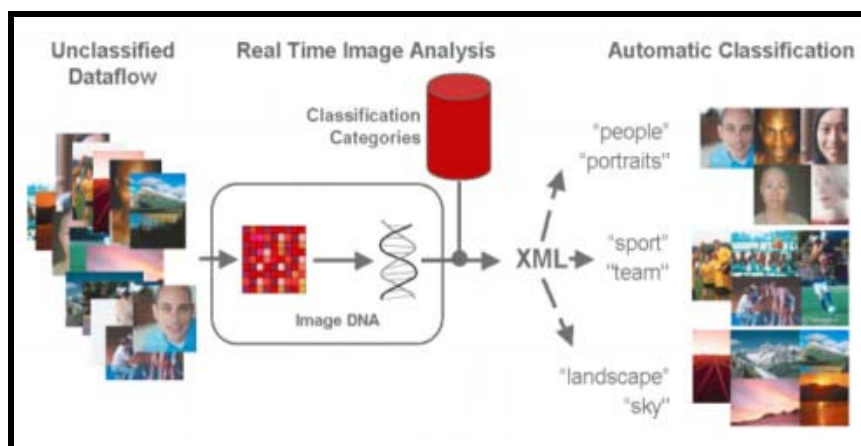 Unclassified
Dataflow
Real Time Image Analysis
Automatic Classification
Classification
Categories
Image DNA
XML
"people"
"portraits"
"sport"
"team"
"landscape"
"sky"